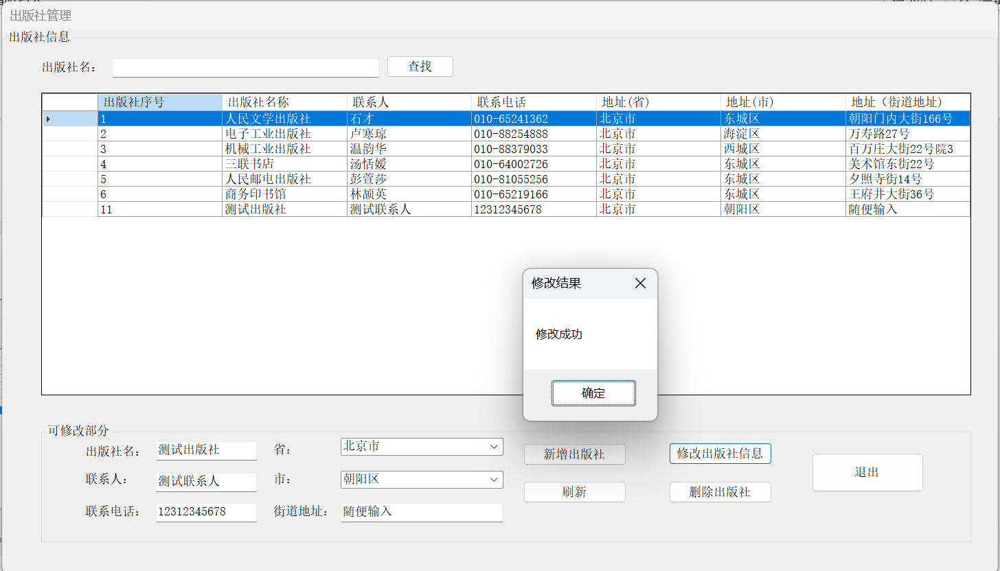 出版社管理
出版社信息
出版社名： 查找
出版社序号 出版社名称 联系人 联系电话 地址(省) 地址(市) 地址（街道地址)
1 人民文学出版社 石才 010-65241362 北京市 东城区 朝阳门内大街166号
2 电子工业出版社 卢寒琼 010-88254888 北京市 海淀区 万寿路27号
3 机械工业出版社 温韵华 010-88379033 北京市 西城区 百万庄大街22号院3
4 三联书店 汤恬媛 010-64002726 北京市 东城区 美术馆东街22号
5 人民邮电出版社 彭萱莎 010-81055256 北京市 东城区 夕照寺街14号
6 商务印书馆 林颉英 010-65219166 北京市 东城区 王府井大街36号
11 测试出版社 测试联系人 12312345678 北京市 朝阳区 随便输入
修改结果
修改成功
确定
可修改部分
出版社名： 测试出版社 省： 北京市 新增出版社 修改出版社信息
联系人： 测试联系人 市： 朝阳区 退出
刷新 删除出版社
联系电话： 12312345678 街道地址： 随便输入